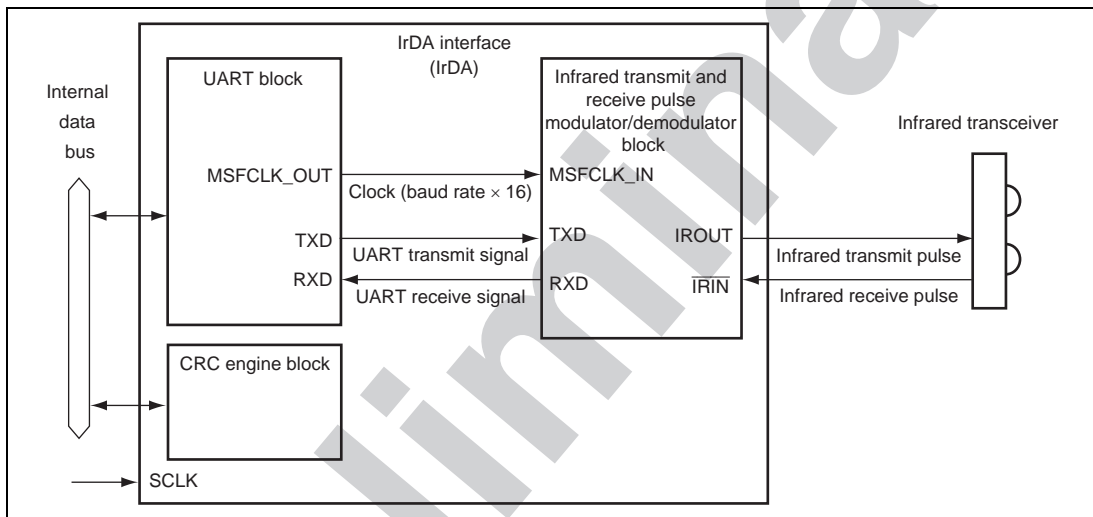 IrDA interface
(IrDA)
UART block
Infrared transmit and
receive pulse
modulator/demodulator
block
Internal
data
bus
Infrared transceiver
MSFCLK_OUT
MSFCLK_IN
Clock (baud rate × 16)
TXD
TXD
IROUT
UART transmit signal
Infrared transmit pulse
RXD
RXD
IRIN
UART receive signal
Infrared receive pulse
CRC engine block
SCLK